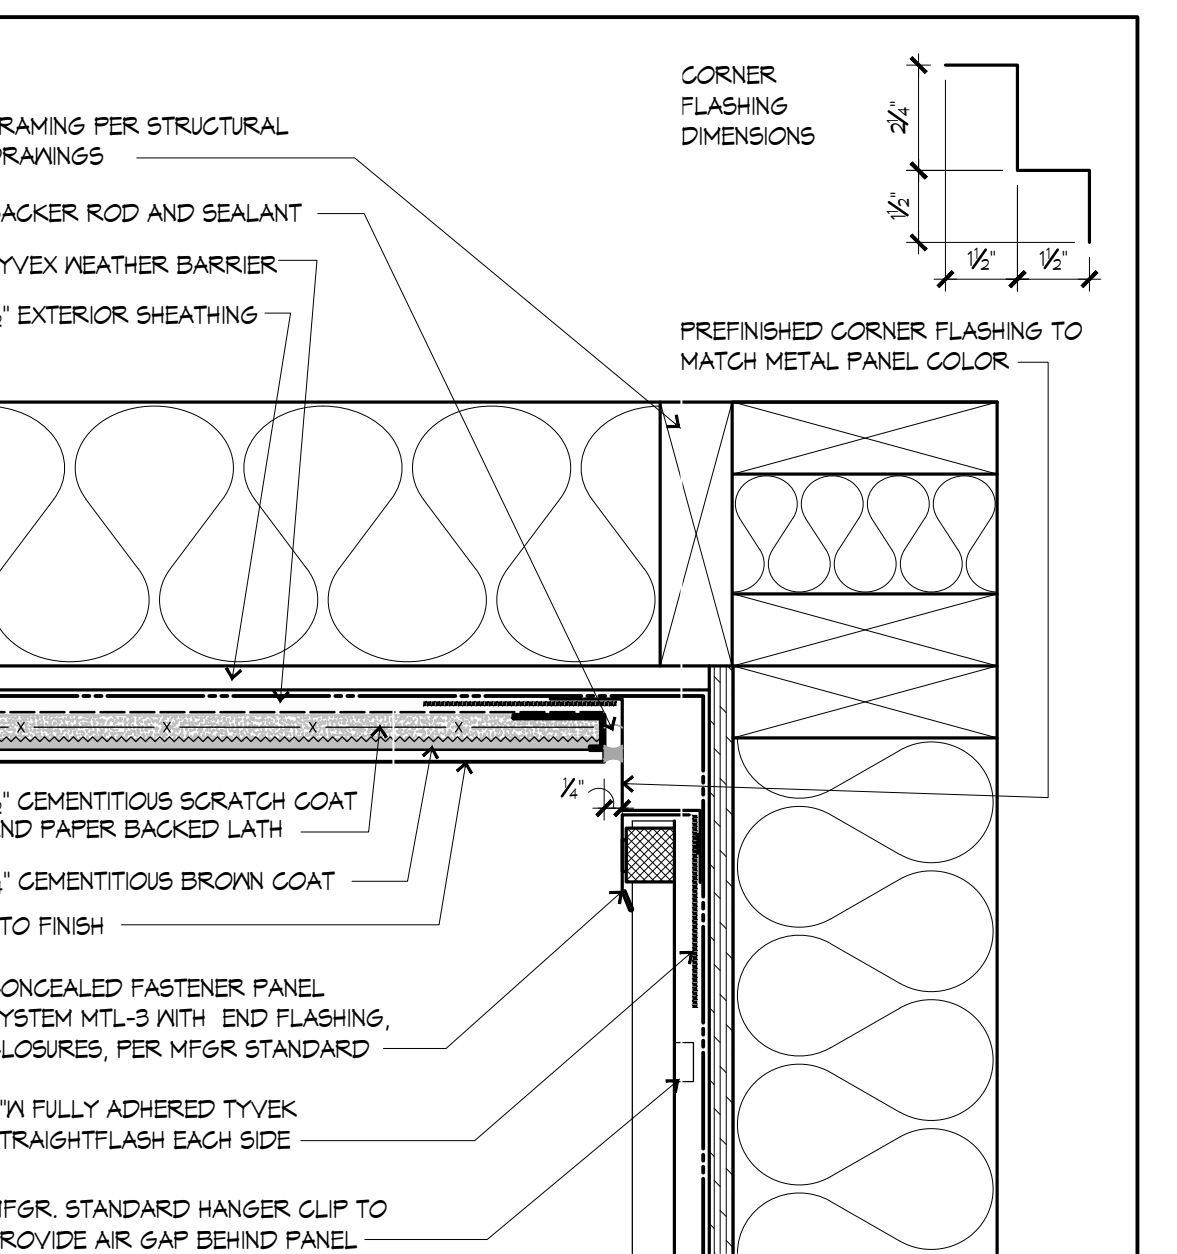 CORNER
FLASHING
DIMENSIONS
2¼"
1½"
1½" 1½"
RAMING PER STRUCTURAL
RAWINGS
ACKER ROD AND SEALANT
YVEX WEATHER BARRIER
" EXTERIOR SHEATHING
PREFINISHED CORNER FLASHING TO
MATCH METAL PANEL COLOR
X X X X
¼"
" CEMENTITIOUS SCRATCH COAT
ND PAPER BACKED LATH
" CEMENTITIOUS BROWN COAT
TO FINISH
ONCEALED FASTENER PANEL
YSTEM MTL-3 WITH END FLASHING,
LOSURES, PER MFGR STANDARD
"W FULLY ADHERED TYVEK
TRAIGHTFLASH EACH SIDE
FGR. STANDARD HANGER CLIP TO
ROVIDE AIR GAP BEHIND PANEL